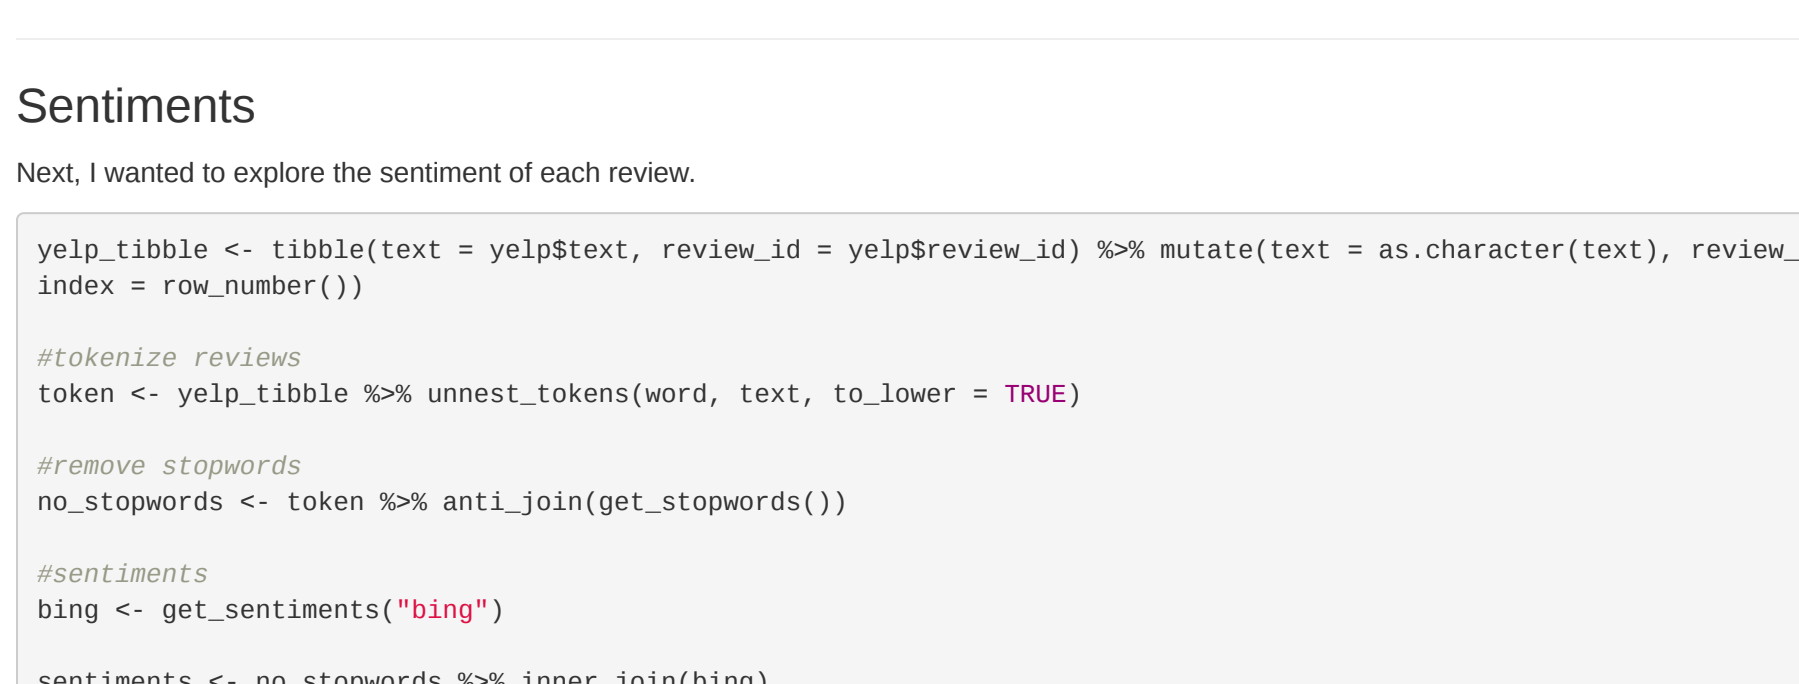 Sentiments
Next, I wanted to explore the sentiment of each review.
yelp_tibble <- tibble(text = yelp$text, review_id = yelp$review_id) %>% mutate(text = as.character(text), review_
index = row_number())
#tokenize reviews
token <- yelp_tibble %>% unnest_tokens(word, text, to_lower = TRUE)
#remove stopwords
no_stopwords <- token %>% anti_join(get_stopwords())
#sentiments
bing <- get_sentiments("bing")
sentiments <- no_stopwords %>% inner_join(bing)